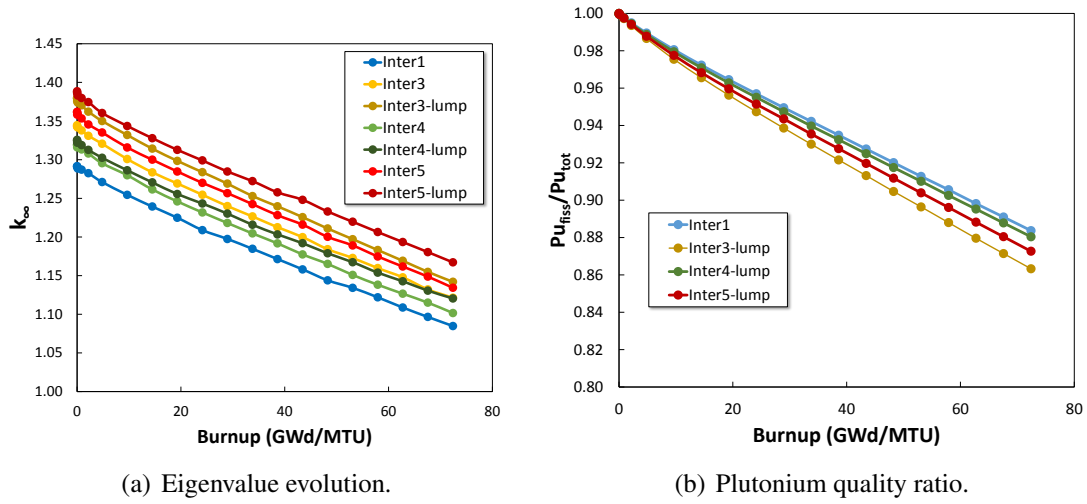 1.45
1.40
1.35
1.30
1.25
1.20
1.15
1.10
1.05
1.00
k∞
0
20
40
60
80
Burnup (GWd/MTU)
Inter1
Inter3
Inter3-lump
Inter4
Inter4-lump
Inter5
Inter5-lump
(a) Eigenvalue evolution.
1.00
0.98
0.96
0.94
0.92
0.90
0.88
0.86
0.84
0.82
0.80
Pu_fiss/Pu_tot
0
20
40
60
80
Burnup (GWd/MTU)
Inter1
Inter3-lump
Inter4-lump
Inter5-lump
(b) Plutonium quality ratio.